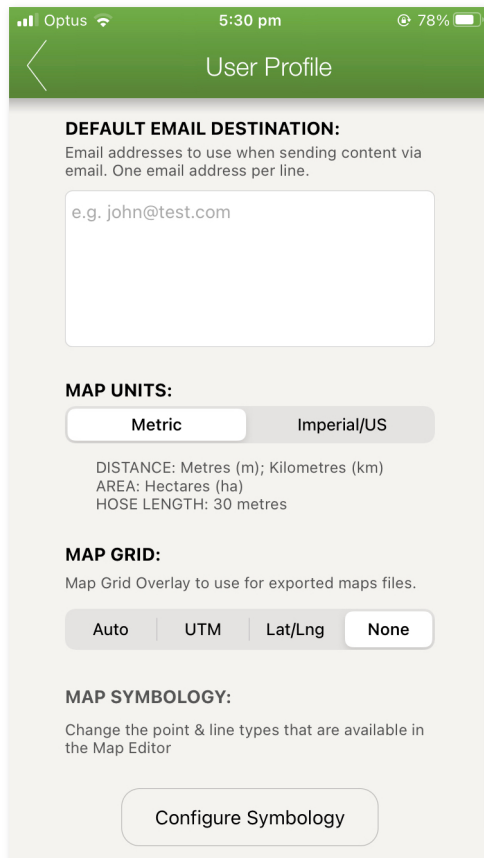 Optus 5:30 pm 78%
User Profile
DEFAULT EMAIL DESTINATION:
Email addresses to use when sending content via
email. One email address per line.
e.g. john@test.com
MAP UNITS:
Metric Imperial/US
DISTANCE: Metres (m); Kilometres (km)
AREA: Hectares (ha)
HOSE LENGTH: 30 metres
MAP GRID:
Map Grid Overlay to use for exported maps files.
Auto UTM Lat/Lng None
MAP SYMBOLOGY:
Change the point & line types that are available in
the Map Editor
Configure Symbology